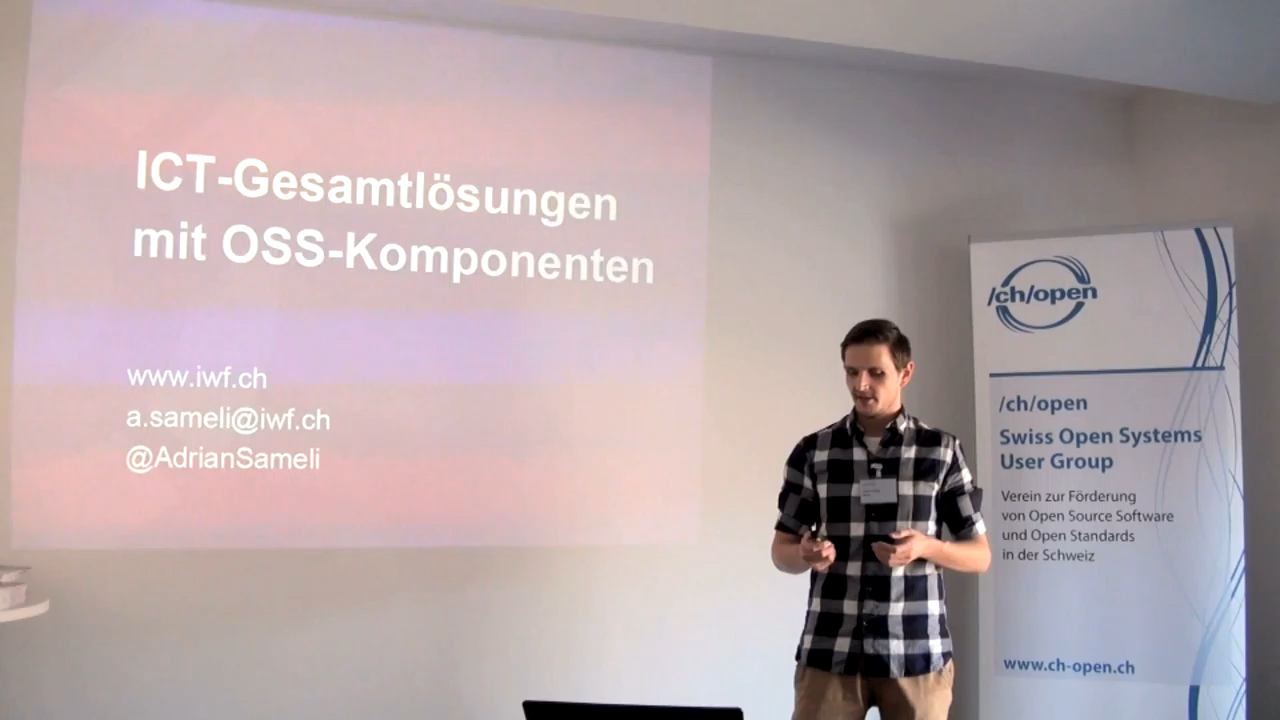 ICT-Gesamtlösungen
mit OSS-Komponenten
www.iwf.ch
a.sameli@iwf.ch
@AdrianSameli
/ch/open
/ch/open
Swiss Open Systems
User Group
Verein zur Förderung
von Open Source Software
und Open Standards
in der Schweiz
www.ch-open.ch